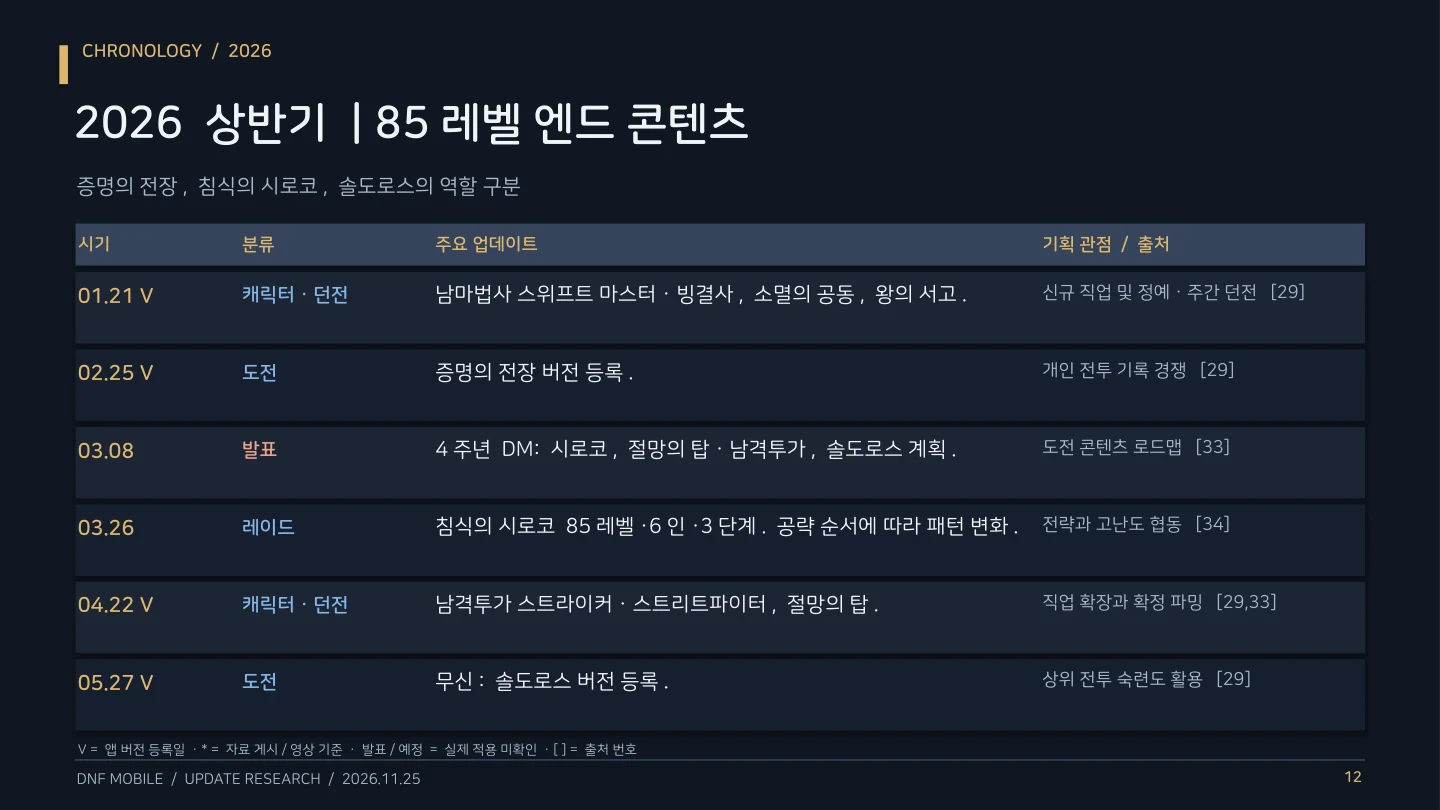 CHRONOLOGY / 2026
2026 상반기 | 85 레벨 엔드 콘텐츠
증명의 전장 , 침식의 시로코 , 솔도로스의 역할 구분
시기 분류 주요 업데이트 기획 관점 / 출처
01.21 V 캐릭터 · 던전 남마법사 스위프트 마스터 · 빙결사 , 소멸의 공동 , 왕의 서고 . 신규 직업 및 정예 · 주간 던전 [29]
02.25 V 도전 증명의 전장 버전 등록 . 개인 전투 기록 경쟁 [29]
03.08 발표 4 주년 DM: 시로코 , 절망의 탑 · 남격투가 , 솔도로스 계획 . 도전 콘텐츠 로드맵 [33]
03.26 레이드 침식의 시로코 85 레벨 ·6 인 ·3 단계 . 공략 순서에 따라 패턴 변화 . 전략과 고난도 협동 [34]
04.22 V 캐릭터 · 던전 남격투가 스트라이커 · 스트리트파이터 , 절망의 탑 . 직업 확장과 확정 파밍 [29,33]
05.27 V 도전 무신 : 솔도로스 버전 등록 . 상위 전투 숙련도 활용 [29]
V = 앱 버전 등록일 · * = 자료 게시 / 영상 기준 · 발표 / 예정 = 실제 적용 미확인 · [ ] = 출처 번호
DNF MOBILE / UPDATE RESEARCH / 2026.11.25 12